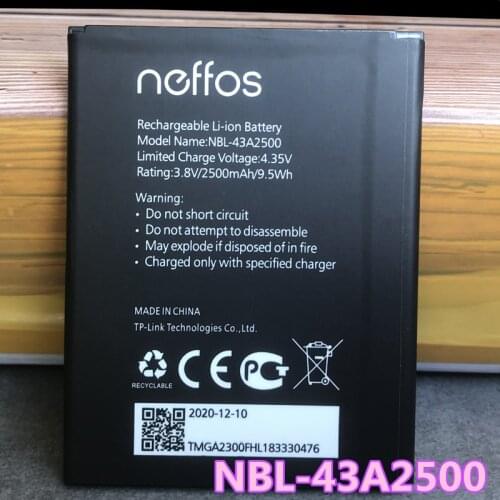 neffos
Rechargeable Li-ion Battery
Model Name:NBL-43A2500
Limited Charge Voltage:4.35V
Rating:3.8V/2500mAh/9.5Wh
Warning:
• Do not short circuit
• Do not attempt to disassemble
• May explode if disposed of in fire
• Charged only with specified charger
MADE IN CHINA
TP-Link Technologies Co.,Ltd.
RECYCLABLE
2020-12-10
TMGA2300FHL183330476
NBL-43A2500